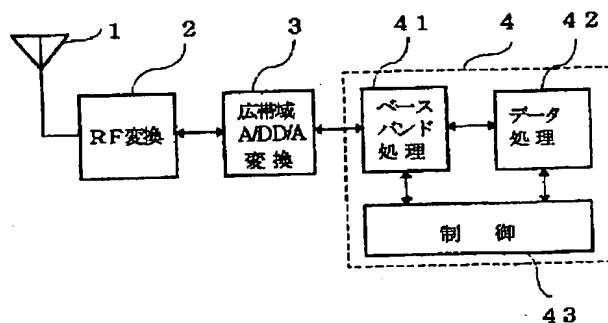 1
2
3
41
4
42
RF変換
広帯域
A/DD/A
変換
ベース
バンド
処理
データ
処理
制御
43